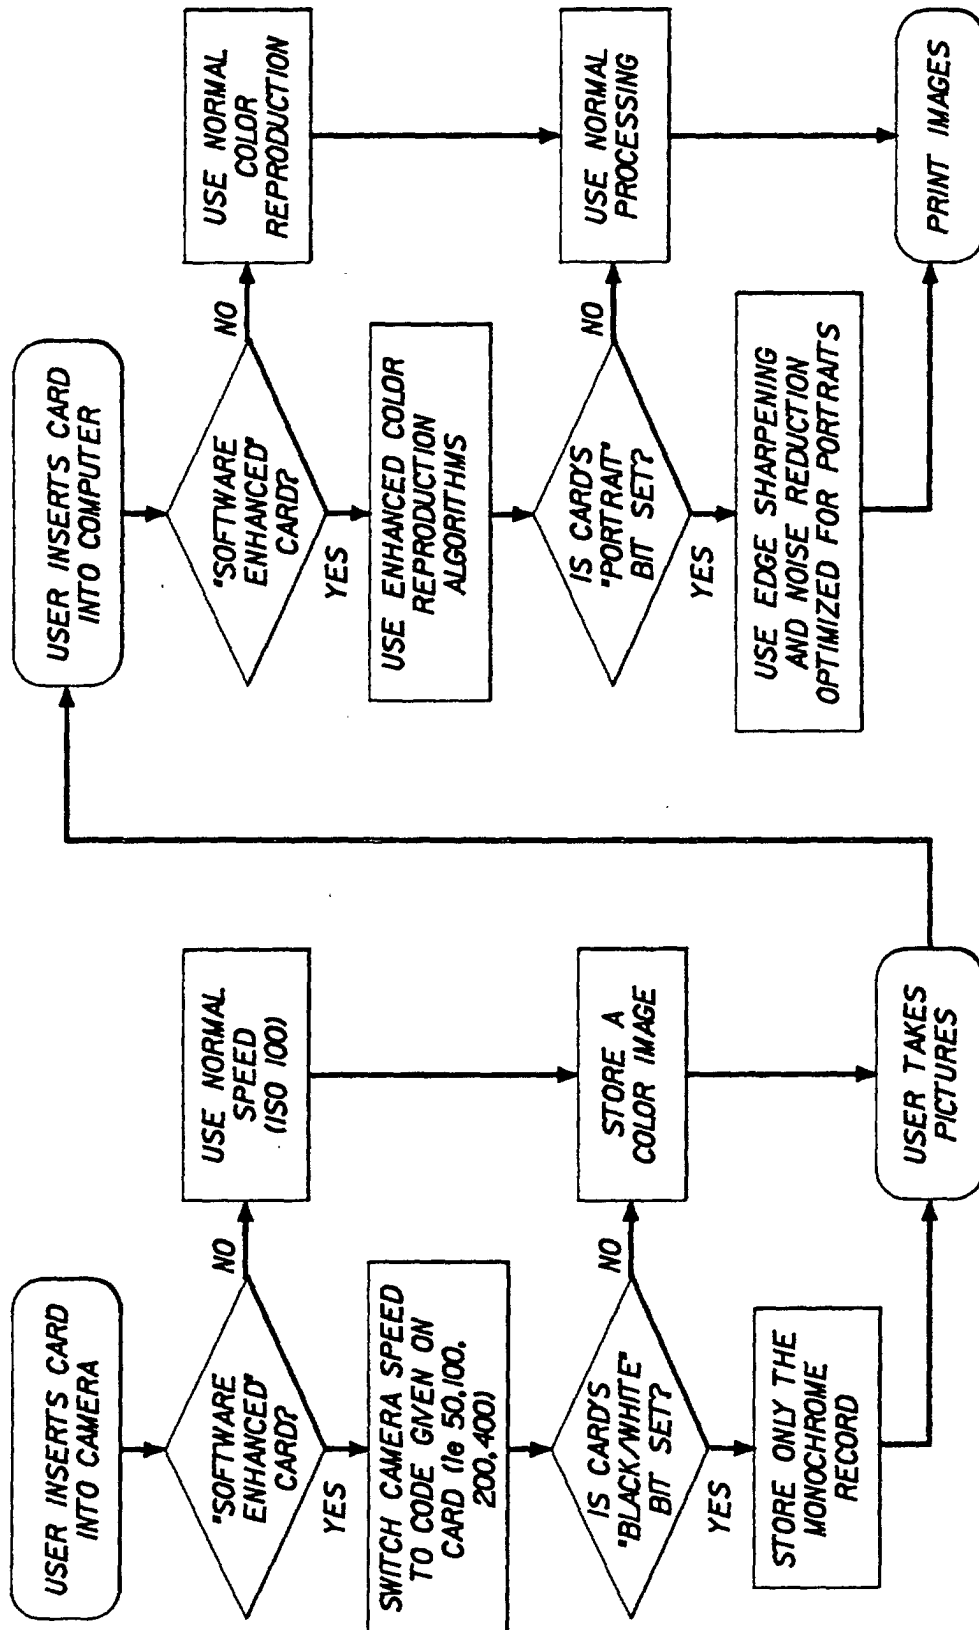 USER INSERTS CARD
INTO CAMERA
"SOFTWARE
ENHANCED"
CARD?
NO
USE NORMAL
SPEED
(ISO 100)
YES
SWITCH CAMERA SPEED
TO CODE GIVEN ON
CARD (Ie 50,100,
200,400)
IS CARD'S
"BLACK/WHITE"
BIT SET?
NO
STORE A
COLOR IMAGE
YES
STORE ONLY THE
MONOCHROME
RECORD
USER TAKES
PICTURES
USER INSERTS CARD
INTO COMPUTER
"SOFTWARE
ENHANCED"
CARD?
NO
USE NORMAL
COLOR
REPRODUCTION
YES
USE ENHANCED COLOR
REPRODUCTION
ALGORITHMS
IS CARD'S
"PORTRAIT"
BIT SET?
NO
USE NORMAL
PROCESSING
YES
USE EDGE SHARPENING
AND NOISE REDUCTION
OPTIMIZED FOR PORTRAITS
PRINT IMAGES